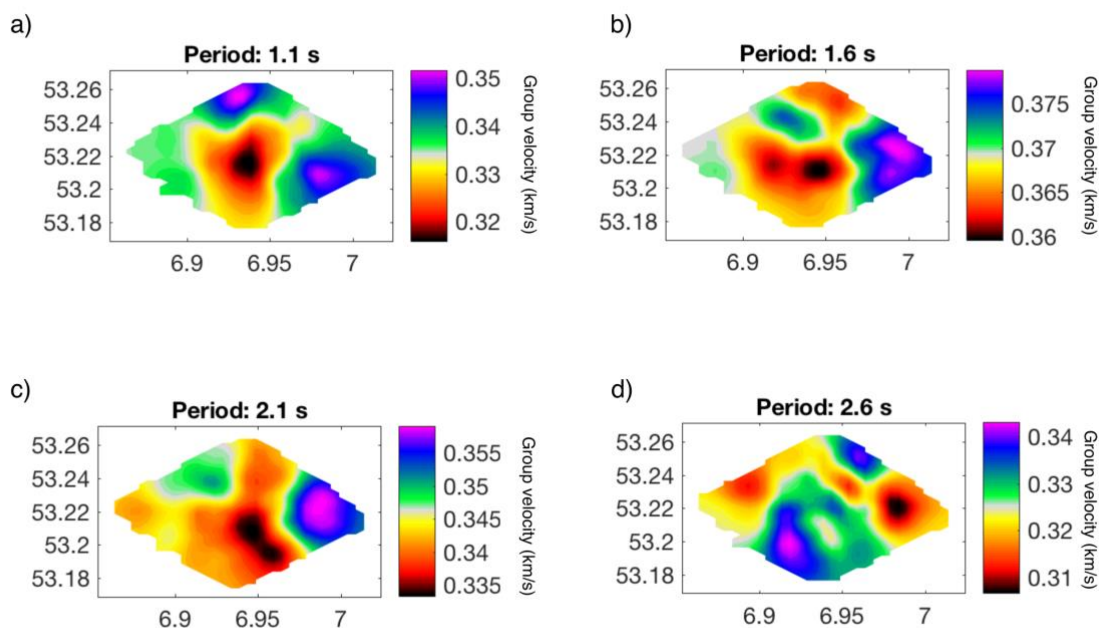 a)
Period: 1.1 s
53.26
53.24
53.22
53.2
53.18
6.9 6.95 7
0.35
0.34
0.33
0.32
Group velocity (km/s)
b)
Period: 1.6 s
53.26
53.24
53.22
53.2
53.18
6.9 6.95 7
0.375
0.37
0.365
0.36
Group velocity (km/s)
c)
Period: 2.1 s
53.26
53.24
53.22
53.2
53.18
6.9 6.95 7
0.355
0.35
0.345
0.34
0.335
Group velocity (km/s)
d)
Period: 2.6 s
53.26
53.24
53.22
53.2
53.18
6.9 6.95 7
0.34
0.33
0.32
0.31
Group velocity (km/s)